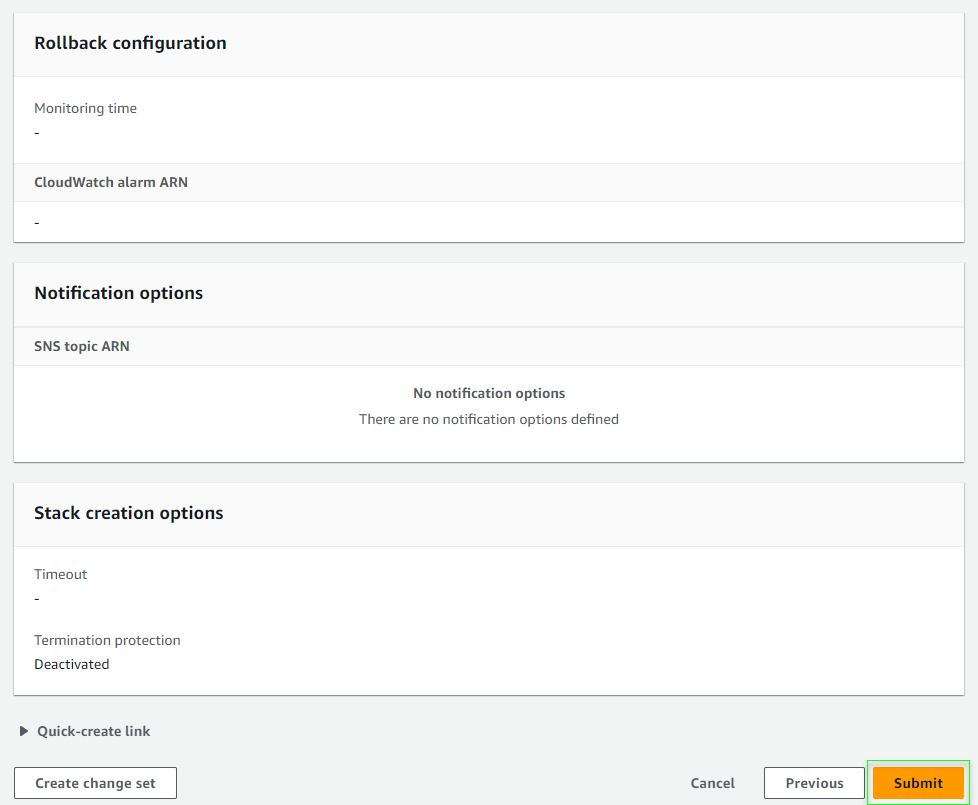 Rollback configuration
Monitoring time
-
CloudWatch alarm ARN
-
Notification options
SNS topic ARN
No notification options
There are no notification options defined
Stack creation options
Timeout
-
Termination protection
Deactivated
Quick-create link
Create change set Cancel Previous Submit